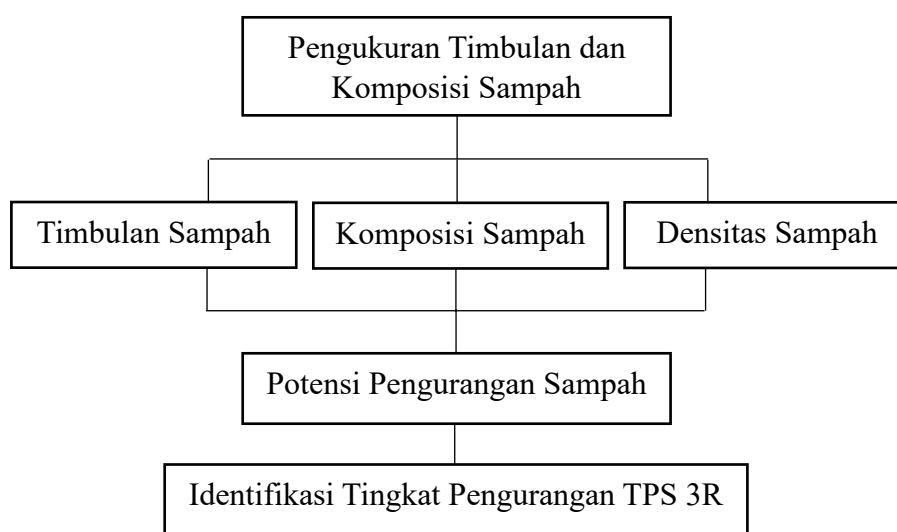 Pengukuran Timbulan dan
Komposisi Sampah
Timbulan Sampah
Komposisi Sampah
Densitas Sampah
Potensi Pengurangan Sampah
Identifikasi Tingkat Pengurangan TPS 3R